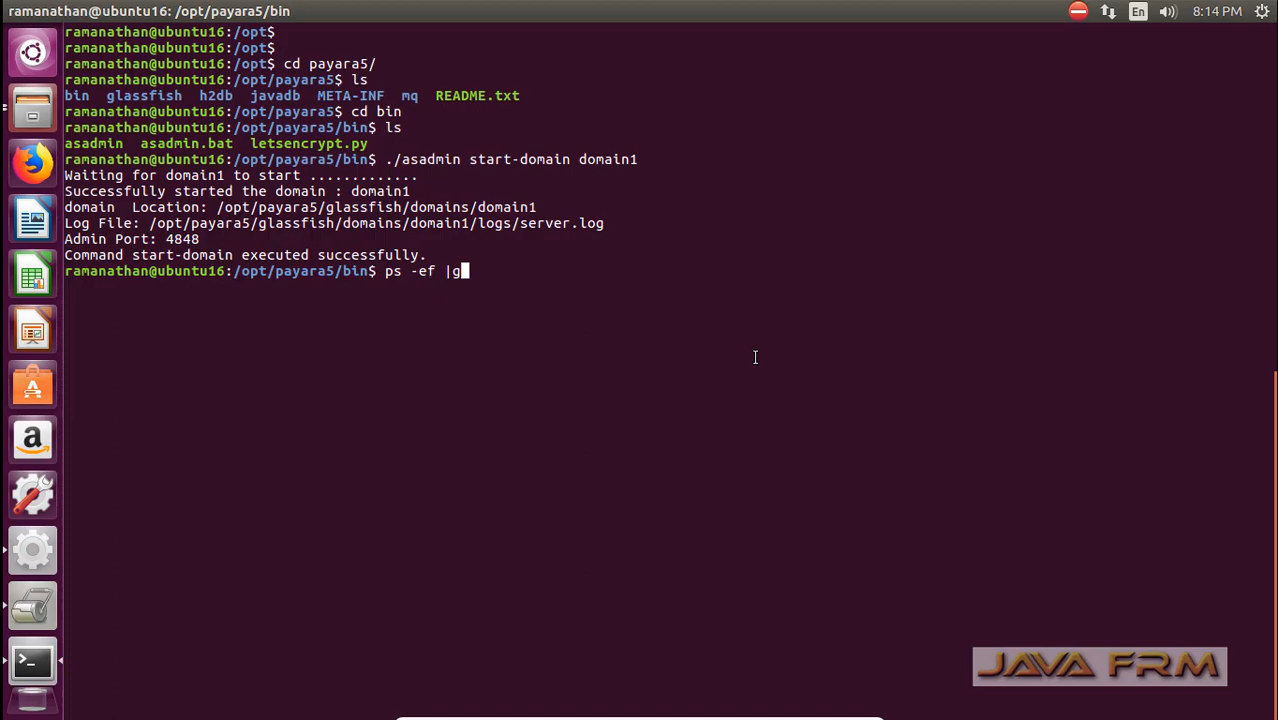 ramanathan@ubuntu16: /opt/payara5/bin
En
8:14 PM
ramanathan@ubuntu16:/opt$
ramanathan@ubuntu16:/opt$
ramanathan@ubuntu16:/opt$ cd payara5/
ramanathan@ubuntu16:/opt/payara5$ ls
bin glassfish h2db javadb META-INF mq README.txt
ramanathan@ubuntu16:/opt/payara5$ cd bin
ramanathan@ubuntu16:/opt/payara5/bin$ ls
asadmin asadmin.bat letsencrypt.py
ramanathan@ubuntu16:/opt/payara5/bin$ ./asadmin start-domain domain1
Waiting for domain1 to start .............
Successfully started the domain : domain1
domain Location: /opt/payara5/glassfish/domains/domain1
Log File: /opt/payara5/glassfish/domains/domain1/logs/server.log
Admin Port: 4848
Command start-domain executed successfully.
ramanathan@ubuntu16:/opt/payara5/bin$ ps -ef |g
JAVA FRM